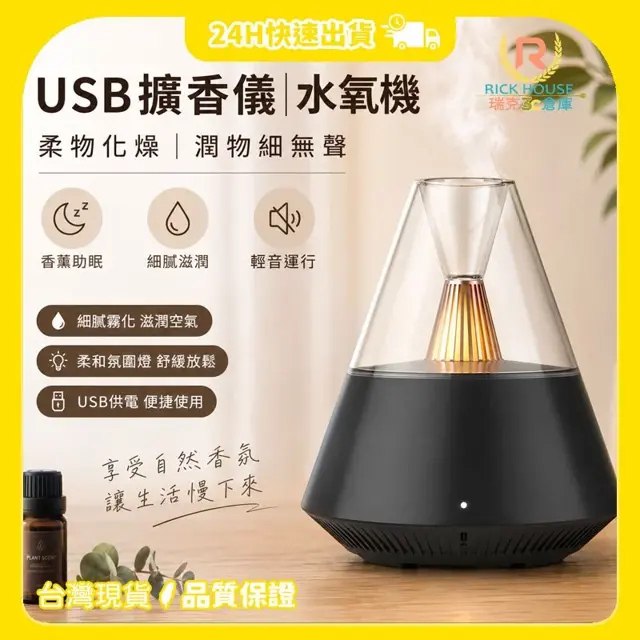 24H快速出貨
RICK HOUSE
瑞克3C倉庫
USB擴香儀|水氧機
柔物化燥|潤物細無聲
香薰助眠
細膩滋潤
輕音運行
細膩霧化 滋潤空氣
柔和氛圍燈 舒緩放鬆
USB供電 便捷使用
享受自然香氛
讓生活慢下來
PLANT SCENT
台灣現貨/品質保證